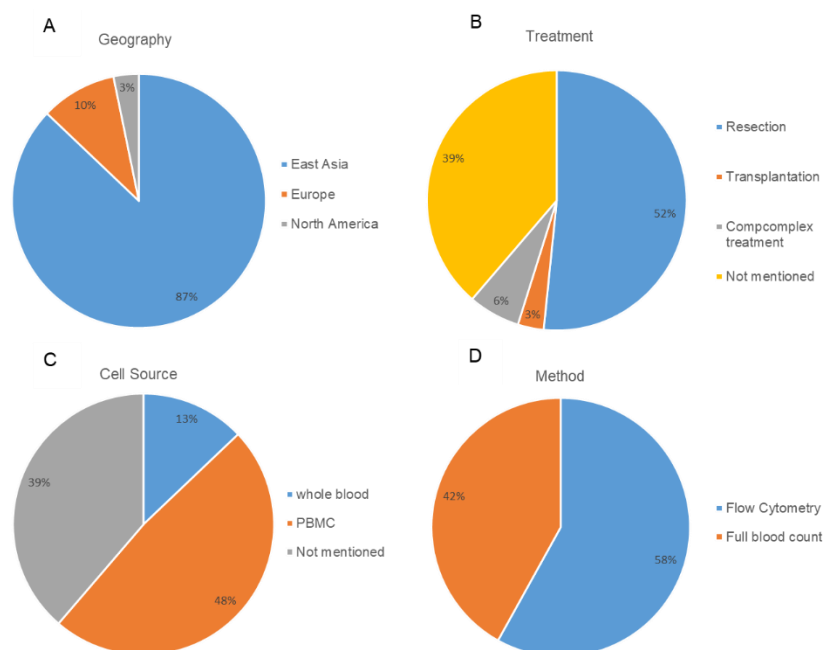 A
Geography
3%
10%
87%
East Asia
Europe
North America
B
Treatment
39%
52%
6%
3%
Resection
Transplantation
Compcomplex
treatment
Not mentioned
C
Cell Source
13%
39%
48%
whole blood
PBMC
Not mentioned
D
Method
42%
58%
Flow Cytometry
Full blood count